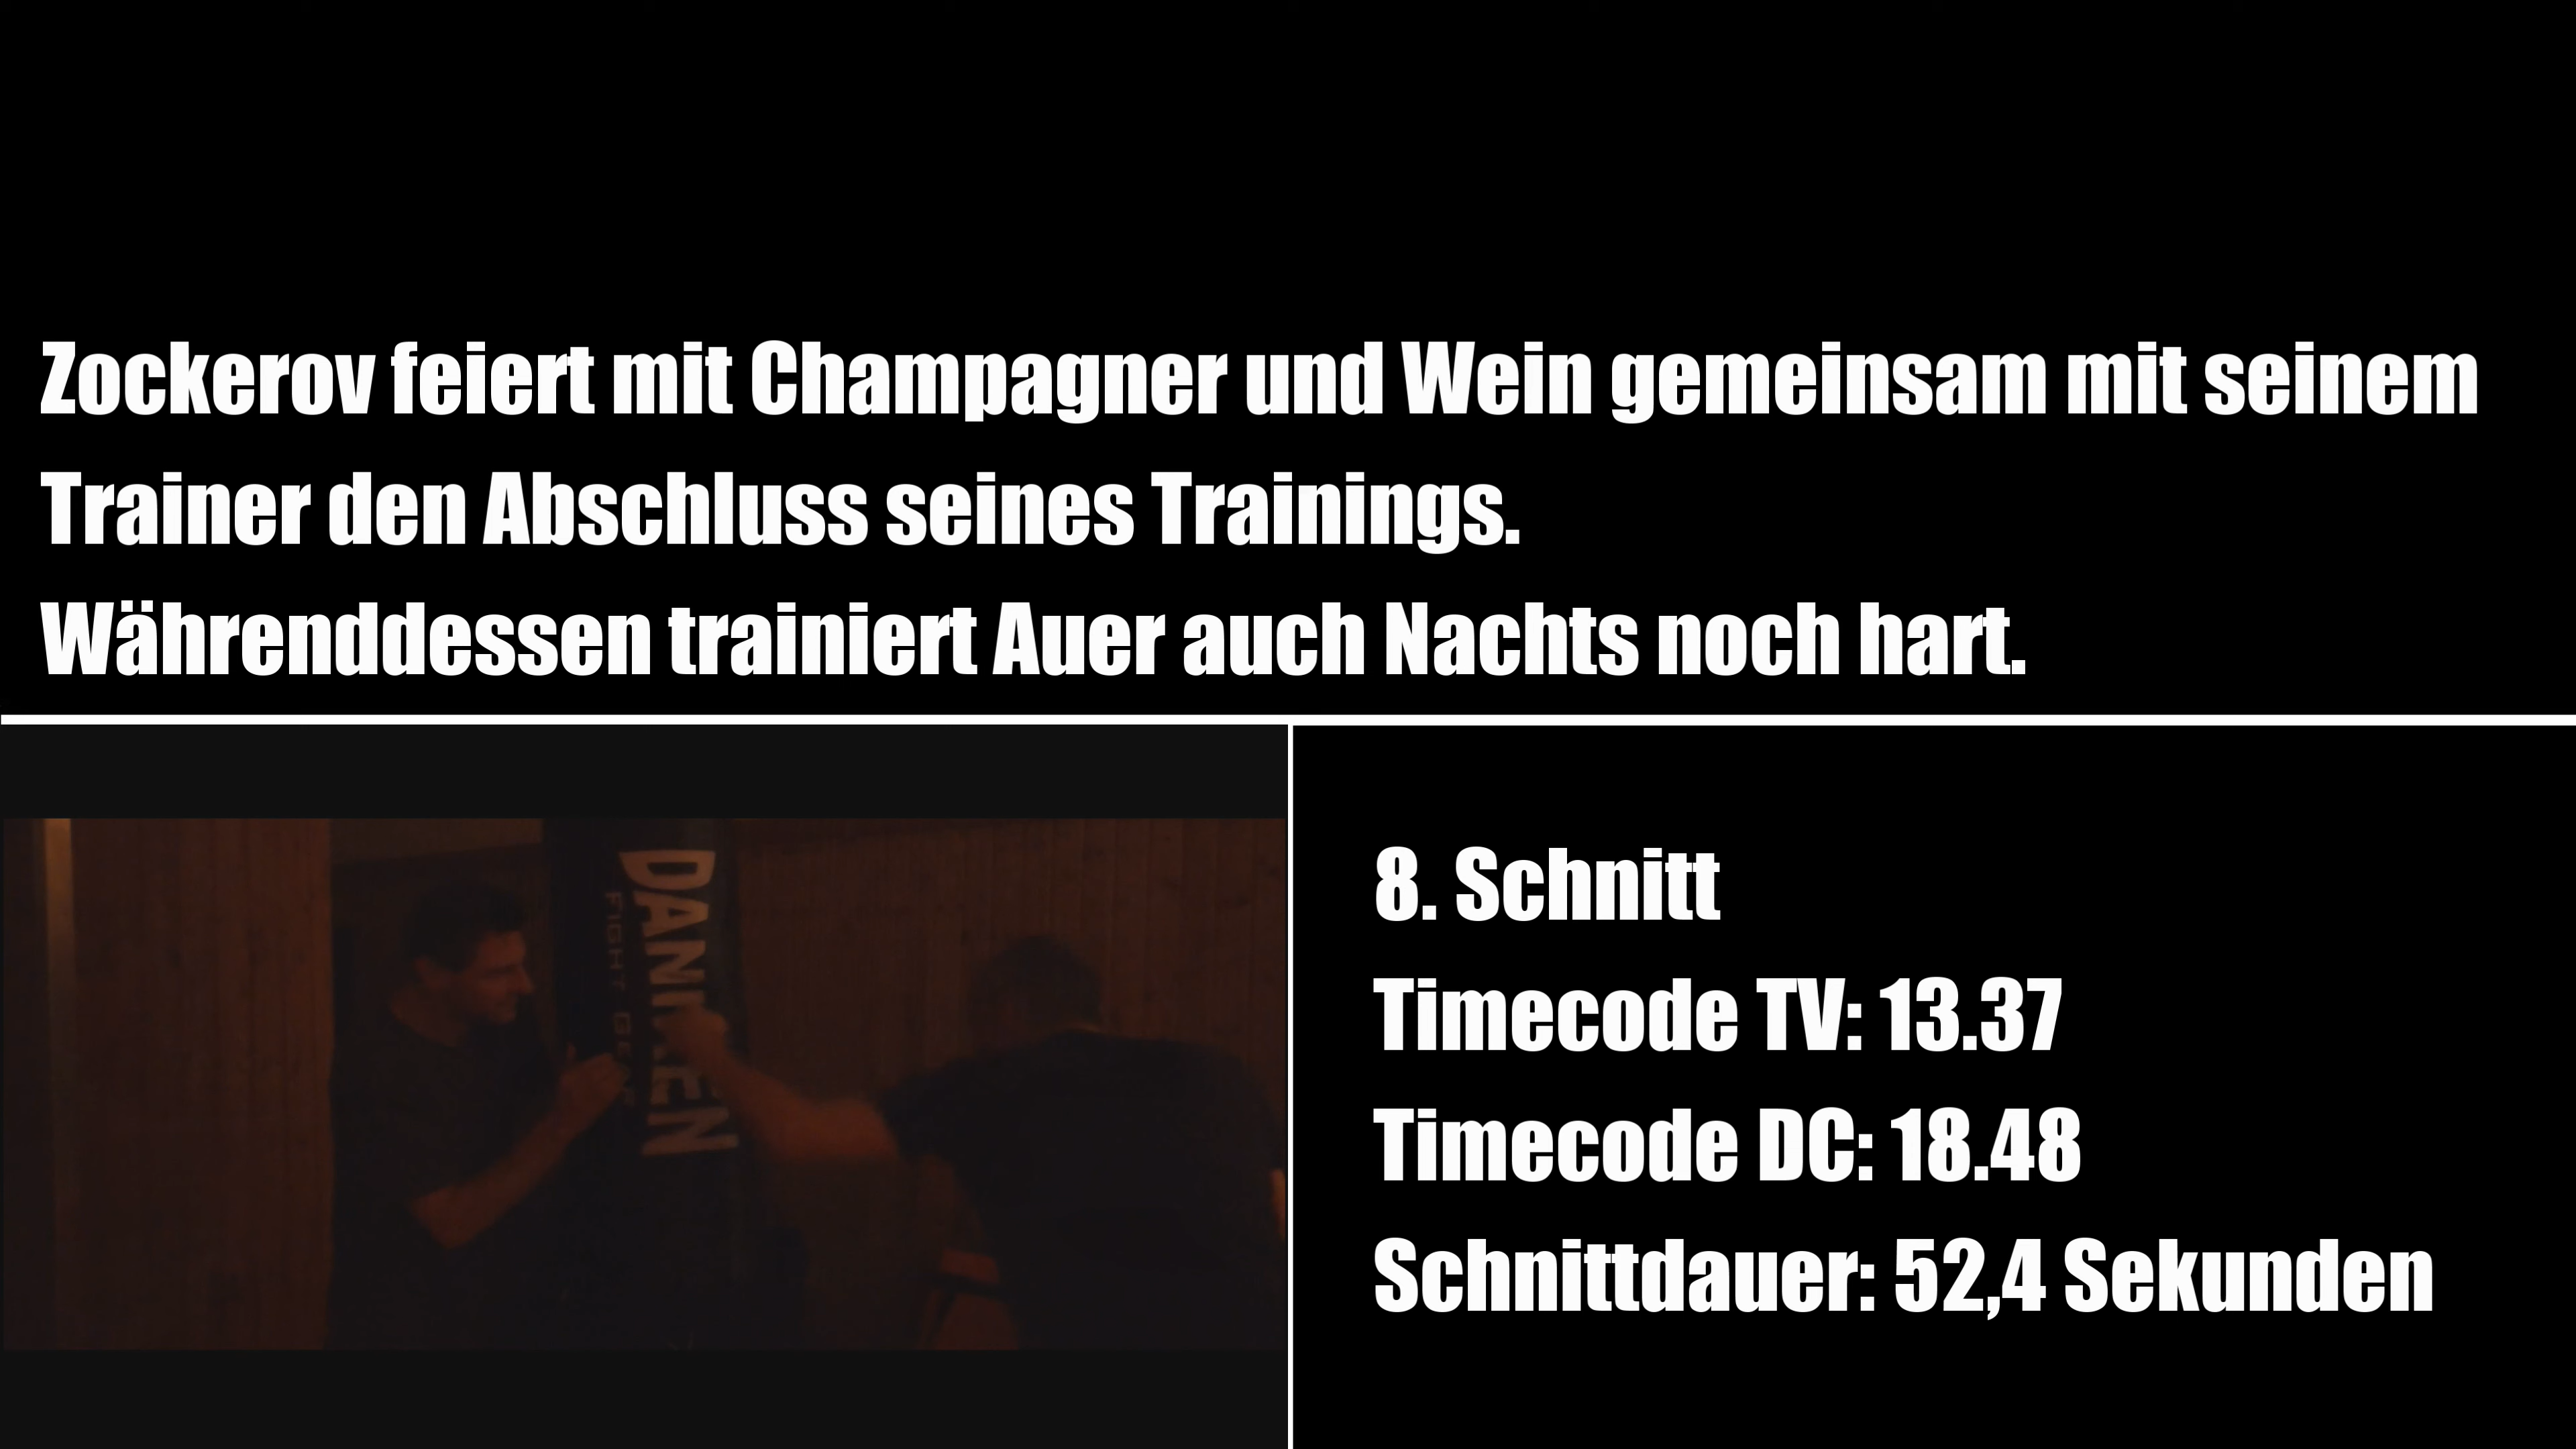 Zockerov feiert mit Champagner und Wein gemeinsam mit seinem
Trainer den Abschluss seines Trainings.
Währenddessen trainiert Auer auch Nachts noch hart.
8. Schnitt
Timecode TV: 13.37
Timecode DC: 18.48
Schnittdauer: 52,4 Sekunden
FIGHT